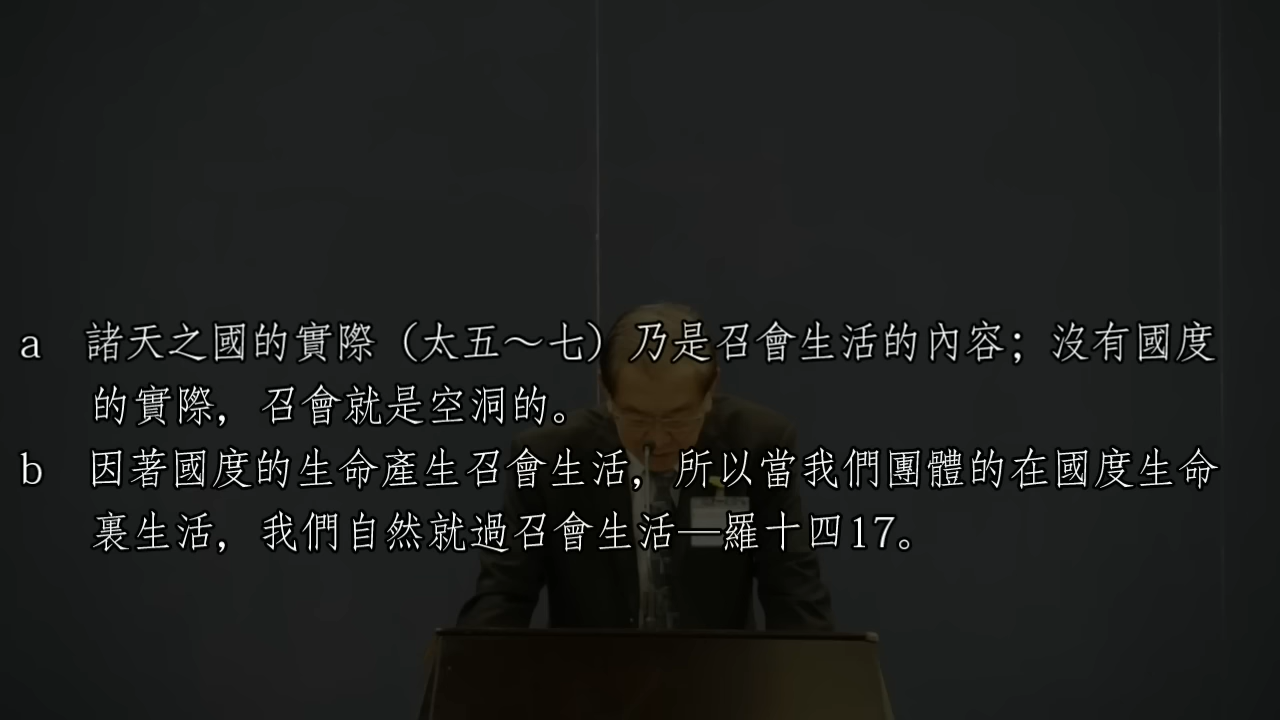 a 諸天之國的實際（太五～七）乃是召會生活的內容；沒有國度
的實際，召會就是空洞的。
b 因著國度的生命產生召會生活，所以當我們團體的在國度生命
裏生活，我們自然就過召會生活—羅十四17。